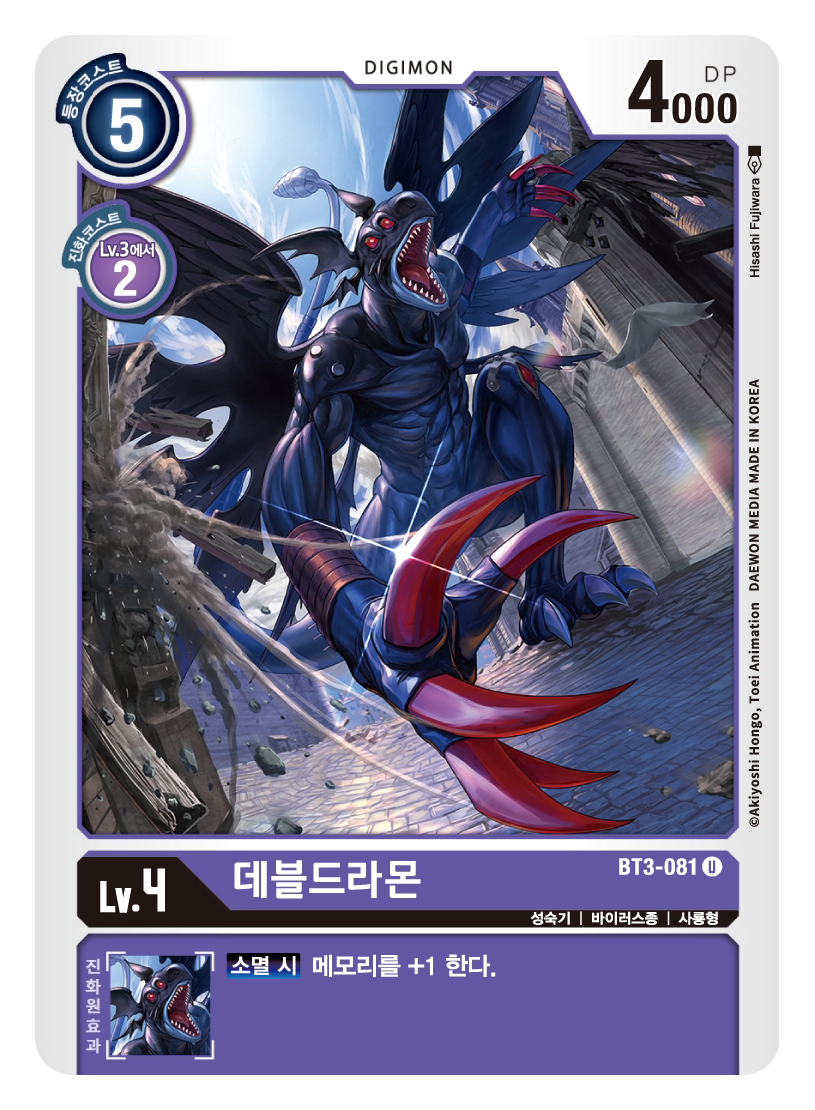 DIGIMON
등장코스트
5
DP
4000
진화코스트
Lv.3에서
2
Hisashi Fujiwara
©Akiyoshi Hongo, Toei Animation DAEWON MEDIA MADE IN KOREA
Lv.4
데블드라몬
BT3-081 U
성숙기 | 바이러스종 | 사룡형
진화원효과
소멸 시 메모리를 +1 한다.